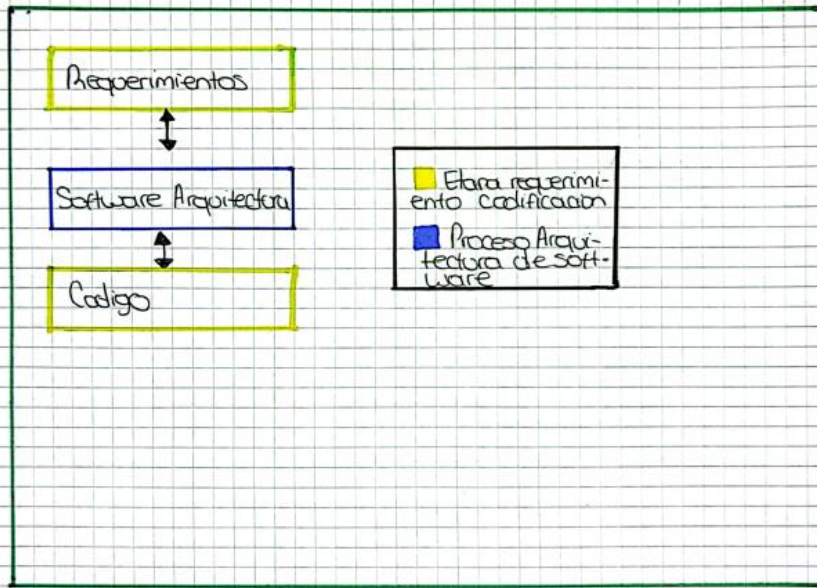 Requerimientos
Software Arquitectura
Codigo
Etapa requerimi-
ento codificacion
Proceso Arqui-
tectura de soft-
ware